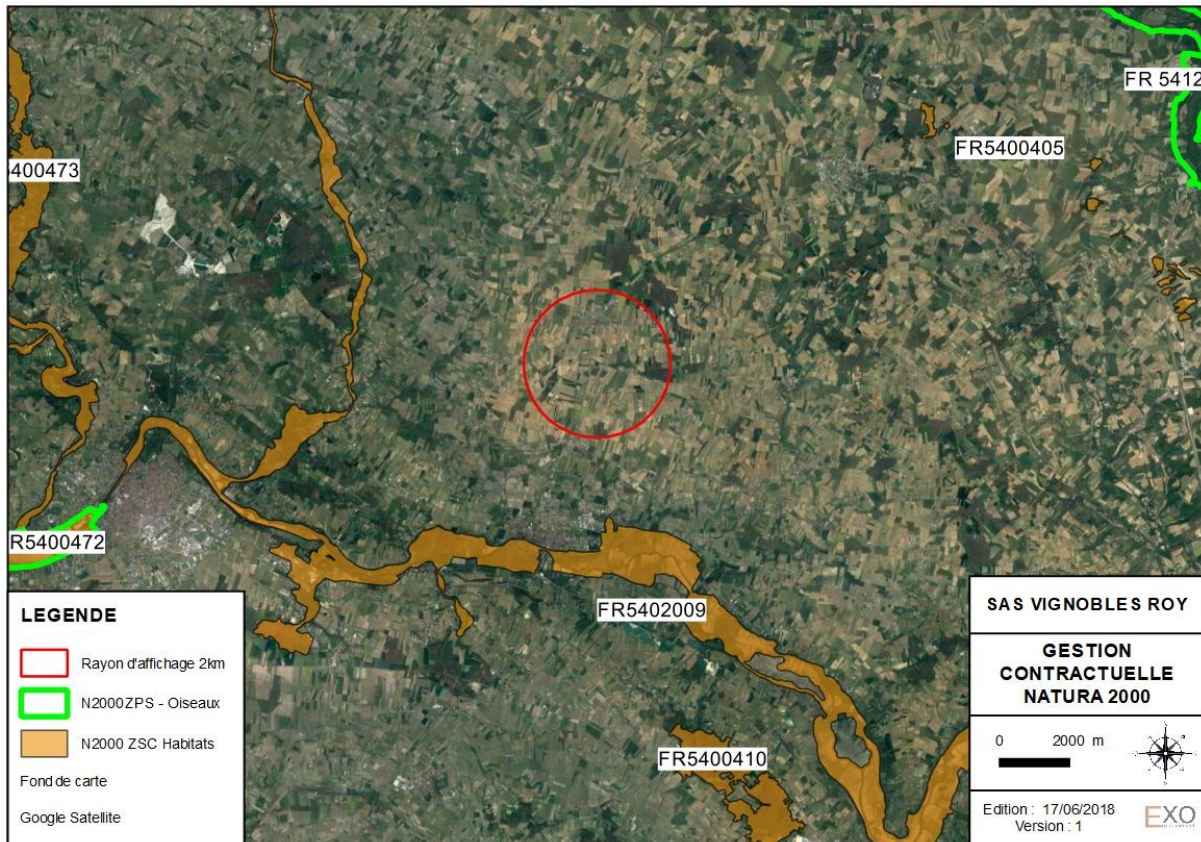 FR 5412
FR5400405
5400473
R5400472
FR5402009
FR5400410
LEGENDE
Rayon d'affichage 2km
N2000ZPS - Oiseaux
N2000 ZSC Habitats
Fond de carte
Google Satellite
SAS VIGNOBLES ROY
GESTION
CONTRACTUELLE
NATURA 2000
0 2000 m
Edition : 17/06/2018
Version : 1
EXO